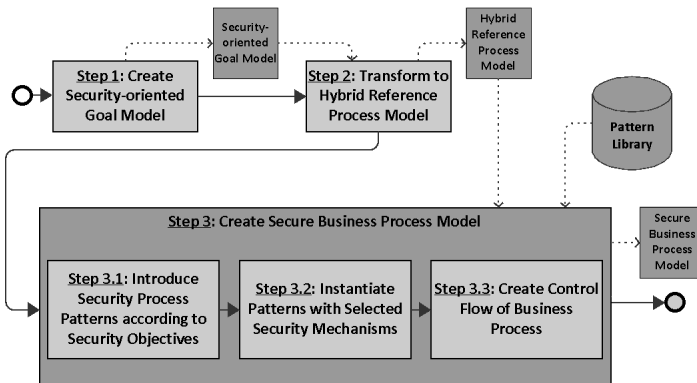 Security-
oriented
Goal Model
Hybrid
Reference
Process
Model
Step 1: Create
Security-oriented
Goal Model
Step 2: Transform to
Hybrid Reference
Process Model
Pattern
Library
Step 3: Create Secure Business Process Model
Secure
Business
Process
Model
Step 3.1: Introduce
Security Process
Patterns according to
Security Objectives
Step 3.2: Instantiate
Patterns with Selected
Security Mechanisms
Step 3.3: Create Control
Flow of Business
Process